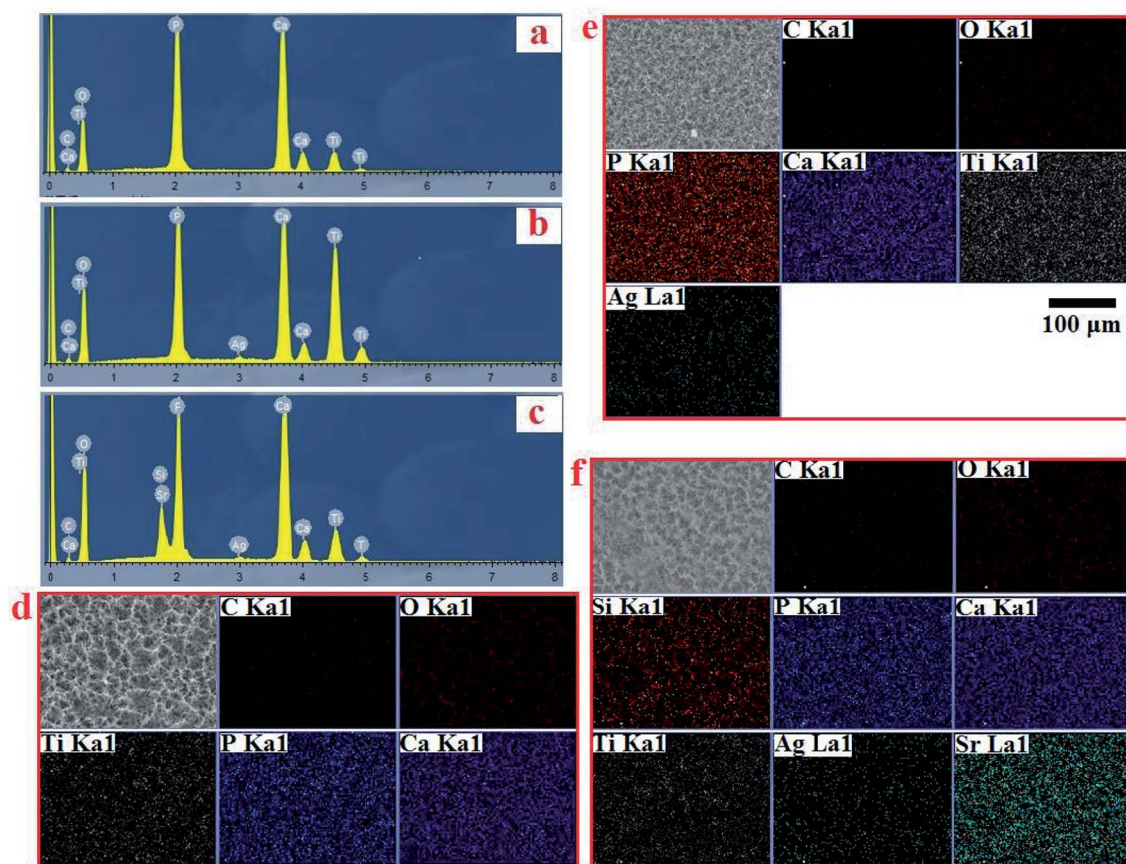 a
P
Ca
O
Ti
C
Ca
Ca
Ti
Ti
0 1 2 3 4 5 6 7 8
b
P
Ca
Ti
O
Ti
C
Ca
Ag
Ca
Ti
0 1 2 3 4 5 6 7 8
c
P
Ca
O
Ti
Si
Sr
C
Ca
Ag
Ca
Ti
T
0 1 2 3 4 5 6 7 8
d
C Ka1 O Ka1
Ti Ka1 P Ka1 Ca Ka1
e
C Ka1 O Ka1
P Ka1 Ca Ka1 Ti Ka1
Ag La1
100 µm
f
C Ka1 O Ka1
Si Ka1 P Ka1 Ca Ka1
Ti Ka1 Ag La1 Sr La1